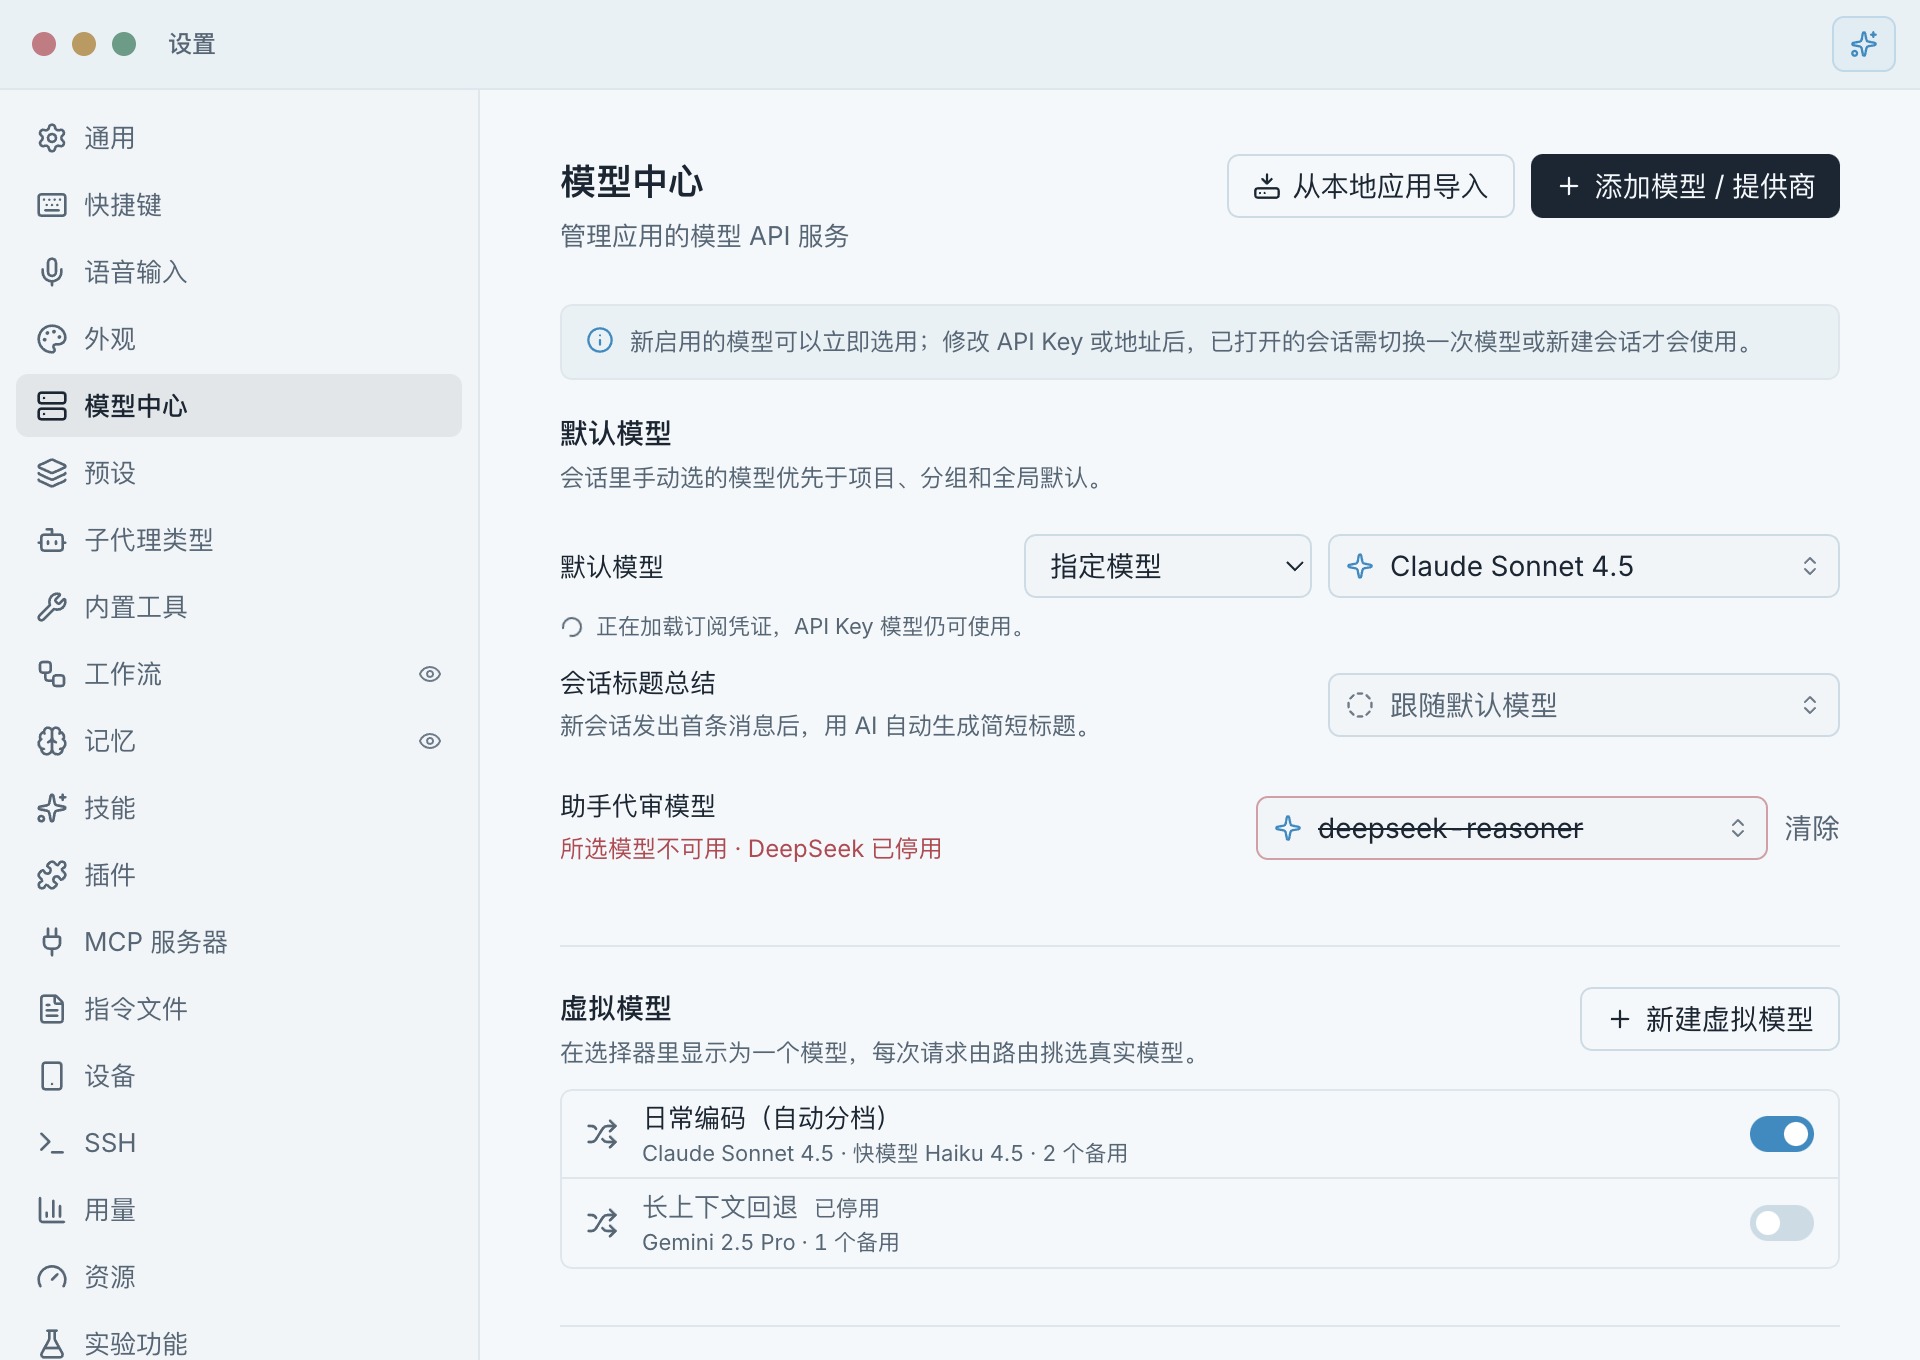 设置
通用
快捷键
语音输入
外观
模型中心
预设
子代理类型
内置工具
工作流
记忆
技能
插件
MCP 服务器
指令文件
设备
SSH
用量
资源
实验功能
模型中心
管理应用的模型 API 服务
从本地应用导入
添加模型 / 提供商
新启用的模型可以立即选用；修改 API Key 或地址后，已打开的会话需切换一次模型或新建会话才会使用。
默认模型
会话里手动选的模型优先于项目、分组和全局默认。
默认模型
指定模型
Claude Sonnet 4.5
正在加载订阅凭证，API Key 模型仍可使用。
会话标题总结
新会话发出首条消息后，用 AI 自动生成简短标题。
跟随默认模型
助手代审模型
所选模型不可用 · DeepSeek 已停用
deepseek-reasoner
清除
虚拟模型
在选择器里显示为一个模型，每次请求由路由挑选真实模型。
新建虚拟模型
日常编码（自动分档）
Claude Sonnet 4.5 · 快模型 Haiku 4.5 · 2 个备用
长上下文回退 已停用
Gemini 2.5 Pro · 1 个备用